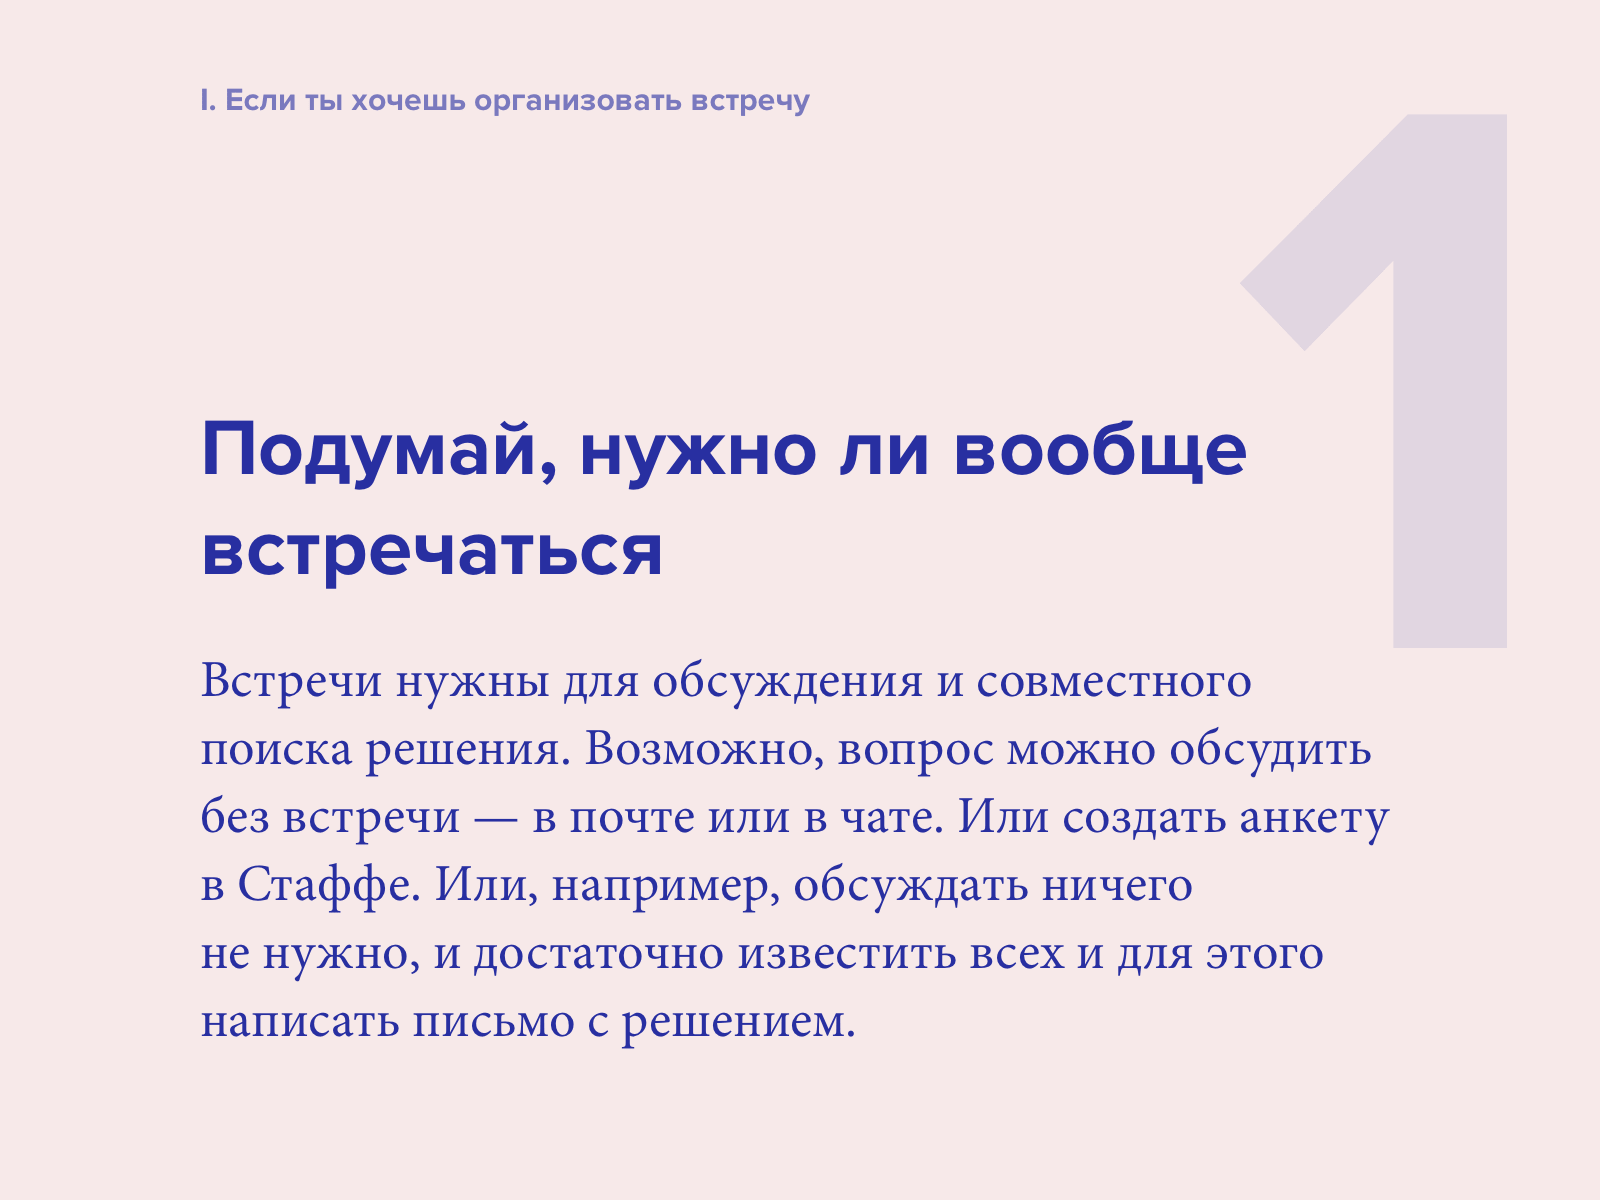 I. Если ты хочешь организовать встречу
1
Подумай, нужно ли вообще
встречаться
Встречи нужны для обсуждения и совместного
поиска решения. Возможно, вопрос можно обсудить
без встречи — в почте или в чате. Или создать анкету
в Стаффе. Или, например, обсуждать ничего
не нужно, и достаточно известить всех и для этого
написать письмо с решением.